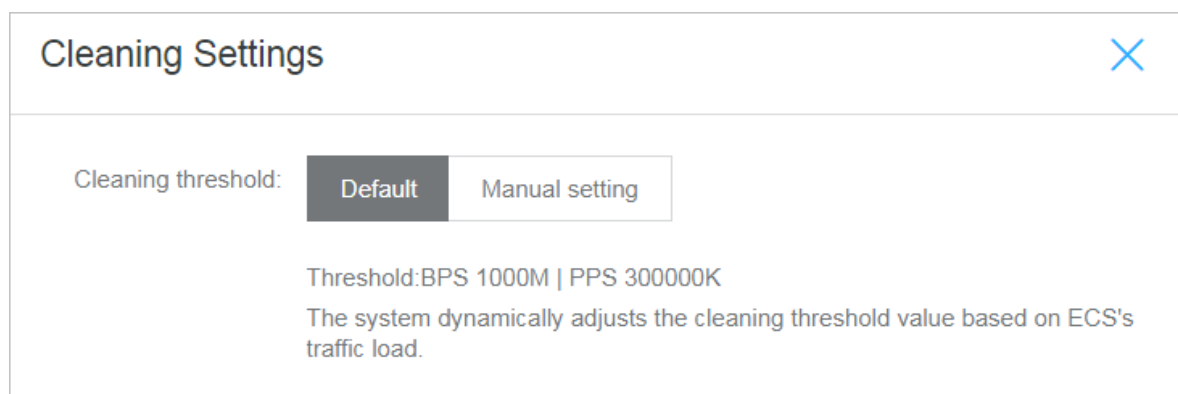 Cleaning Settings
Cleaning threshold:
Default
Manual setting
Threshold:BPS 1000M | PPS 300000K
The system dynamically adjusts the cleaning threshold value based on ECS's
traffic load.